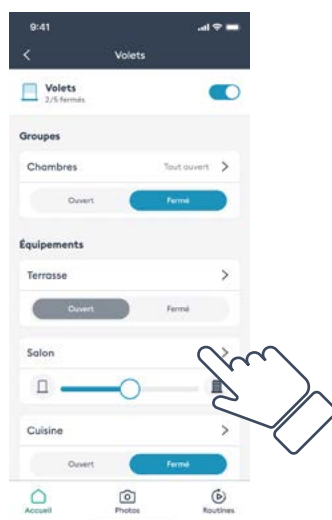 9:41
Volets
Volets
2/5 fermés
Groupes
Chambres Tout ouvert
Ouvert Fermé
Équipements
Terrasse
Ouvert Fermé
Salon
Cuisine
Ouvert Fermé
Accueil Photos Routines